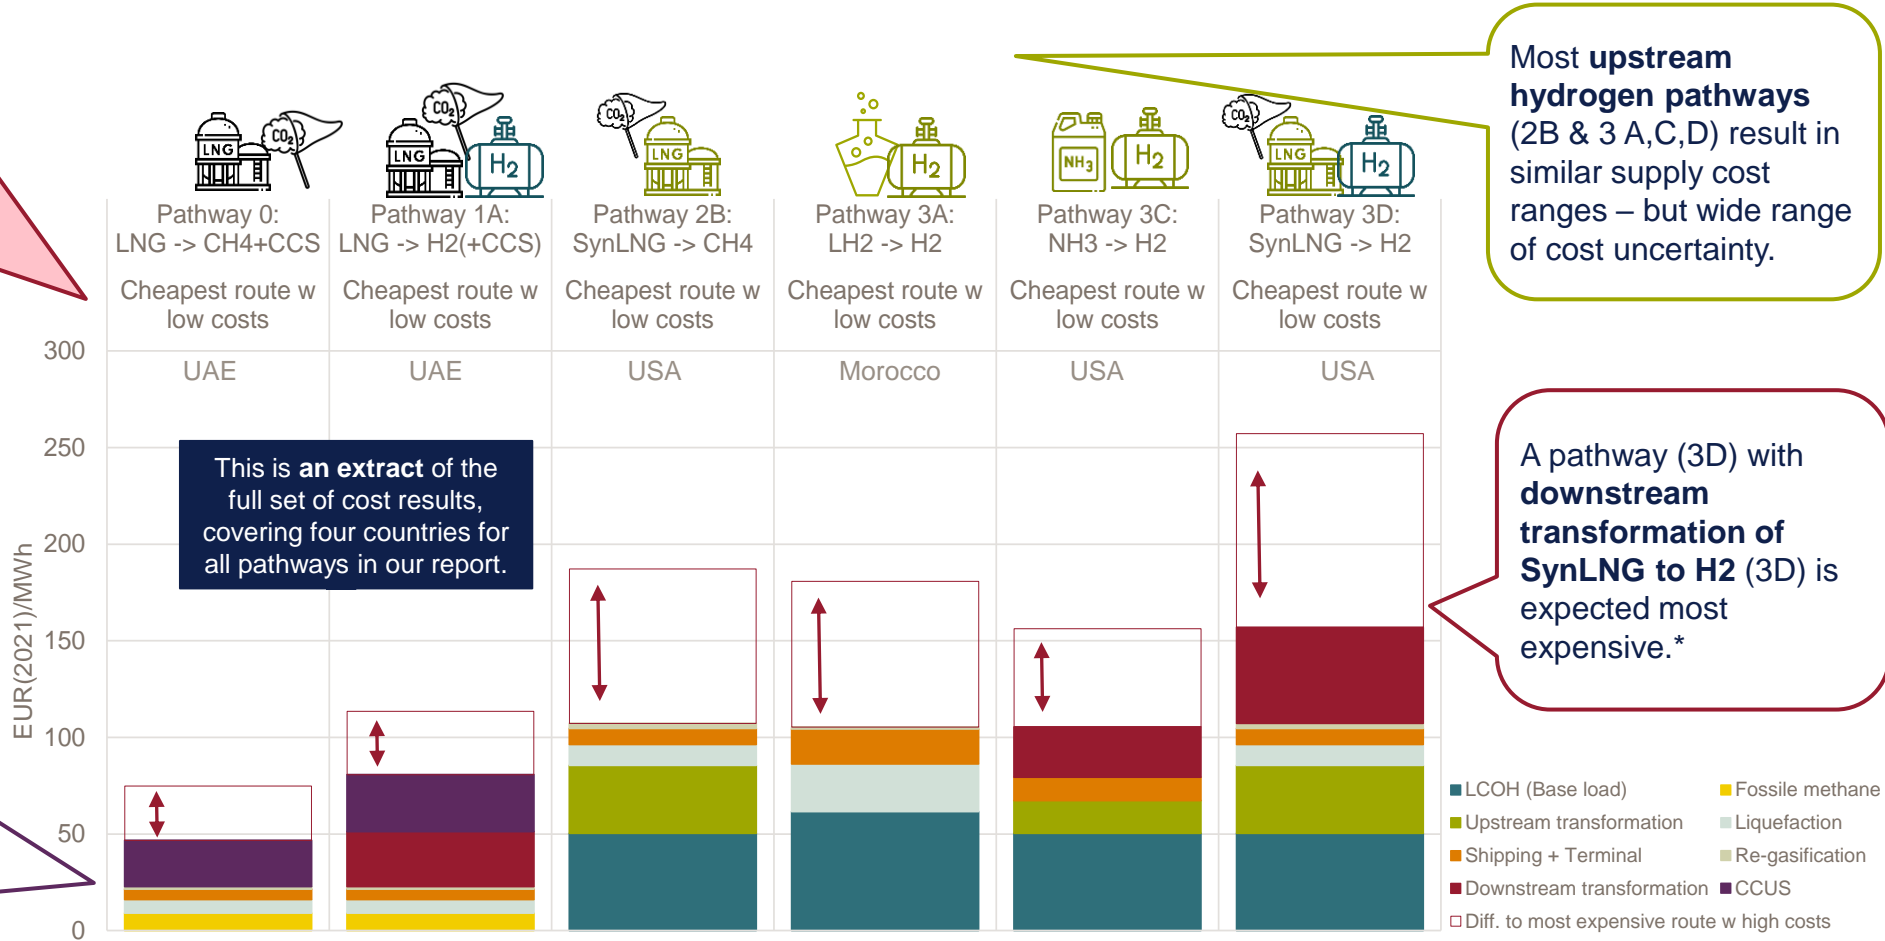 Most upstream
hydrogen pathways
(2B & 3 A,C,D) result in
similar supply cost
ranges – but wide range
of cost uncertainty.
CO₂
LNG
CO₂
LNG
H₂
CO₂
LNG
H₂
NH₃
H₂
CO₂
LNG
H₂
Pathway 0:
LNG -> CH4+CCS
Cheapest route w
low costs
UAE
Pathway 1A:
LNG -> H2(+CCS)
Cheapest route w
low costs
UAE
Pathway 2B:
SynLNG -> CH4
Cheapest route w
low costs
USA
Pathway 3A:
LH2 -> H2
Cheapest route w
low costs
Morocco
Pathway 3C:
NH3 -> H2
Cheapest route w
low costs
USA
Pathway 3D:
SynLNG -> H2
Cheapest route w
low costs
USA
This is an extract of the
full set of cost results,
covering four countries for
all pathways in our report.
A pathway (3D) with
downstream
transformation of
SynLNG to H2 (3D) is
expected most
expensive.*
EUR(2021)/MWh
300
250
200
150
100
50
0
LCOH (Base load)
Fossile methane
Upstream transformation
Liquefaction
Shipping + Terminal
Re-gasification
Downstream transformation
CCUS
Diff. to most expensive route w high costs